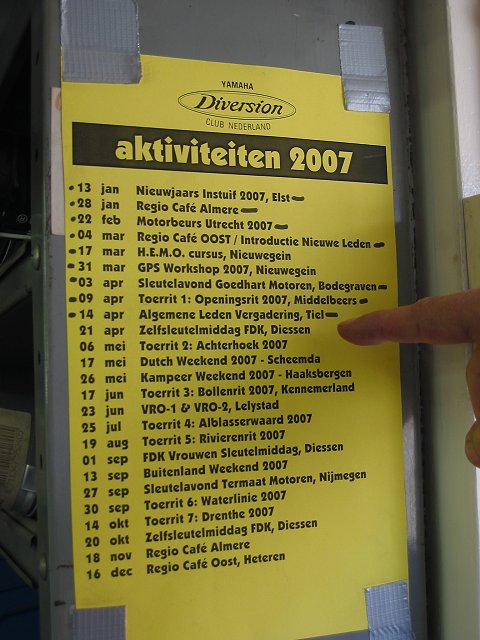 YAMAHA
Diversion
CLUB NEDERLAND
aktiviteiten 2007
13 jan Nieuwjaars Instuif 2007, Elst
28 jan Regio Café Almere
22 feb Motorbeurs Utrecht 2007
04 mar Regio Café OOST / Introductie Nieuwe Leden
17 mar H.E.M.O. cursus, Nieuwegein
31 mar GPS Workshop 2007, Nieuwegein
03 apr Sleutelavond Goedhart Motoren, Bodegraven
09 apr Toerrit 1: Openingsrit 2007, Middelbeers
14 apr Algemene Leden Vergadering, Tiel
21 apr Zelfsleutelmiddag FDK, Diessen
06 mei Toerrit 2: Achterhoek 2007
17 mei Dutch Weekend 2007 - Scheemda
26 mei Kampeer Weekend 2007 - Haaksbergen
17 jun Toerrit 3: Bollenrit 2007, Kennemerland
23 jun VRO-1 & VRO-2, Lelystad
25 jul Toerrit 4: Alblasserwaard 2007
19 aug Toerrit 5: Rivierenrit 2007
01 sep FDK Vrouwen Sleutelmiddag, Diessen
13 sep Buitenland Weekend 2007
27 sep Sleutelavond Termaat Motoren, Nijmegen
30 sep Toerrit 6: Waterlinie 2007
14 okt Toerrit 7: Drenthe 2007
20 okt Zelfsleutelmiddag FDK, Diessen
18 nov Regio Café Almere
16 dec Regio Café Oost, Heteren